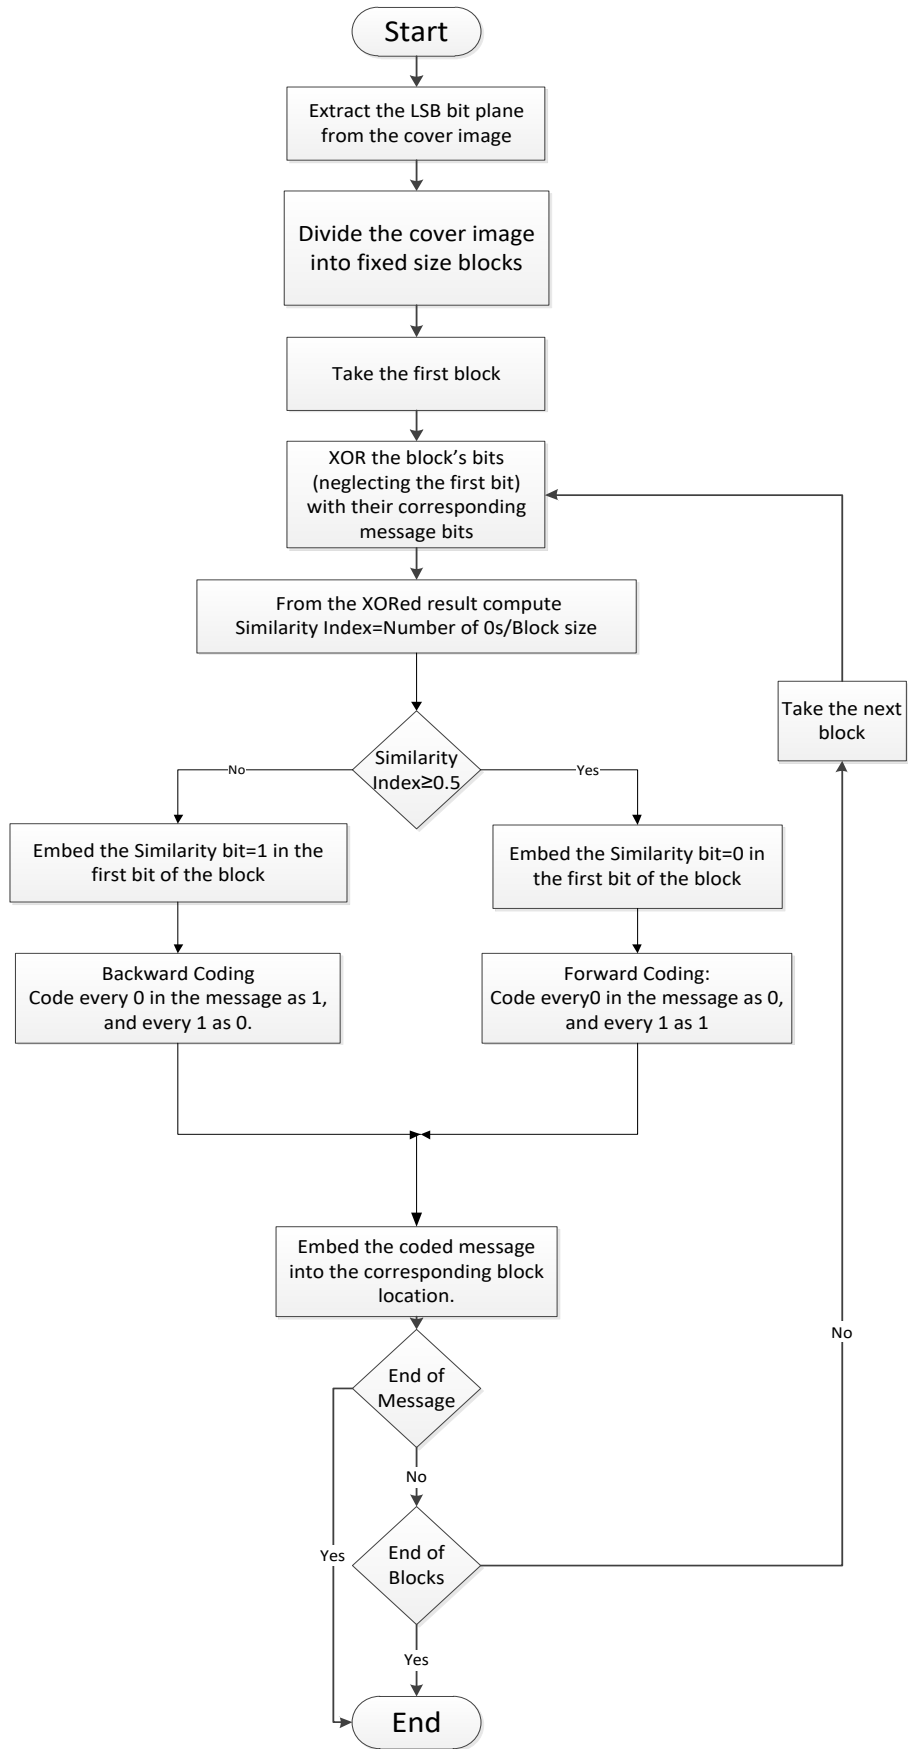 Start
Extract the LSB bit plane
from the cover image
Divide the cover image
into fixed size blocks
Take the first block
XOR the block’s bits
(neglecting the first bit)
with their corresponding
message bits
From the XORed result compute
Similarity Index=Number of 0s/Block size
Take the next
block
Similarity
Index≥0.5
No
Yes
Embed the Similarity bit=1 in the
first bit of the block
Embed the Similarity bit=0 in
the first bit of the block
Backward Coding
Code every 0 in the message as 1,
and every 1 as 0.
Forward Coding:
Code every0 in the message as 0,
and every 1 as 1
Embed the coded message
into the corresponding block
location.
No
End of
Message
No
Yes
End of
Blocks
Yes
End